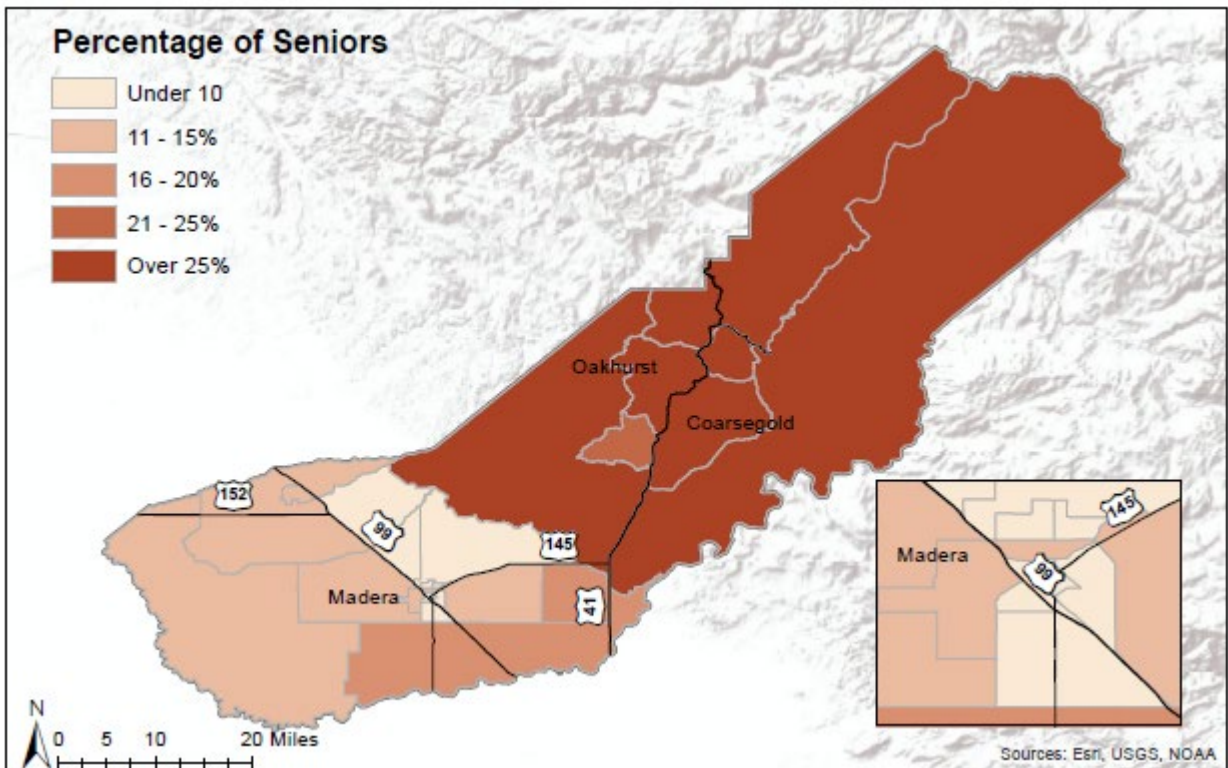 Percentage of Seniors
Under 10
11 - 15%
16 - 20%
21 - 25%
Over 25%
Oakhurst
Coarsegold
152
99
145
Madera
41
145
Madera
99
N
0 5 10 20 Miles
Sources: Esri, USGS, NOAA